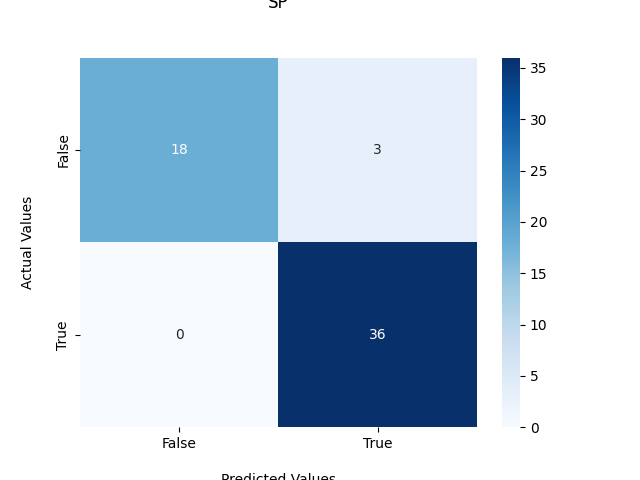 SP
Actual Values
False
18
3
True
0
36
False
True
Predicted Values
35
30
25
20
15
10
5
0